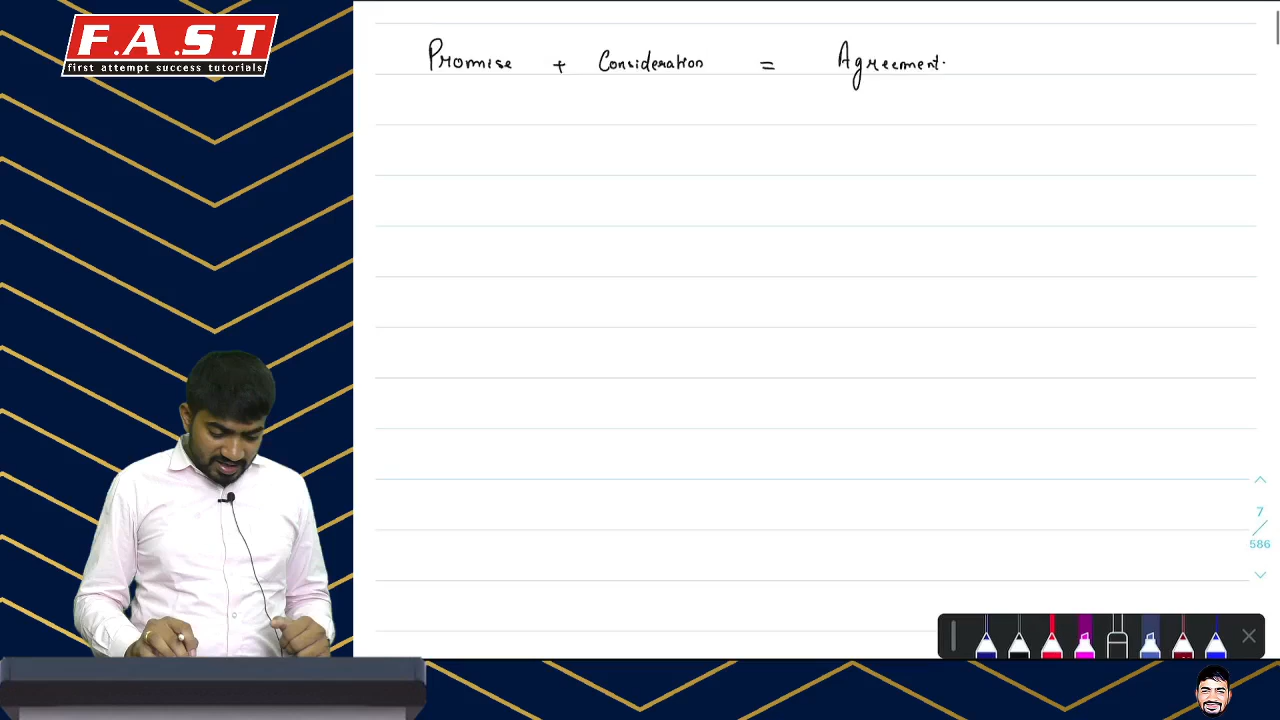 F.A.S.T
first attempt success tutorials
Promise + Consideration = Agreement.
7
586